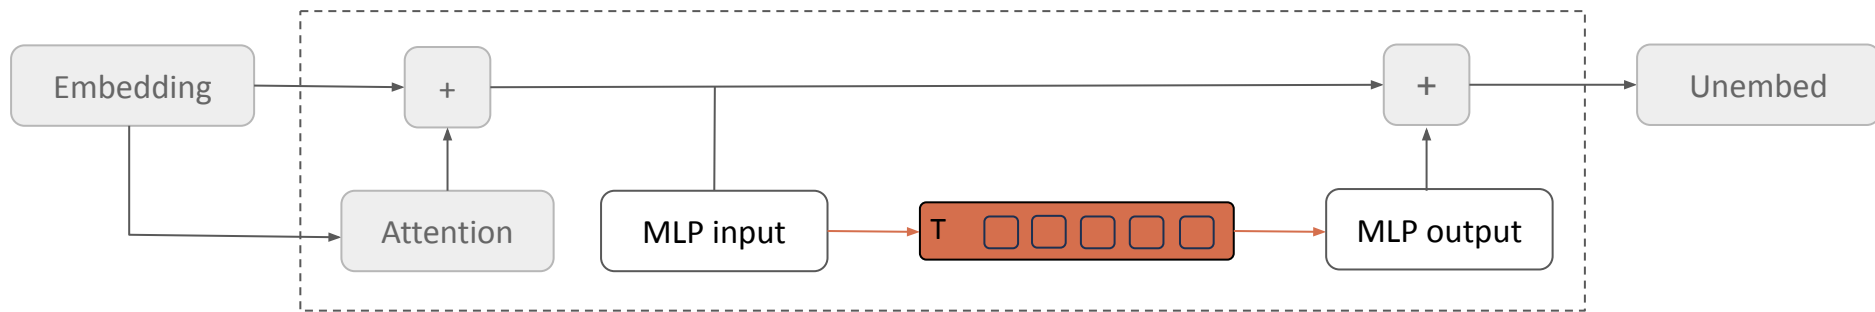 Embedding
+
+
Unembed
Attention
MLP input
T
MLP output